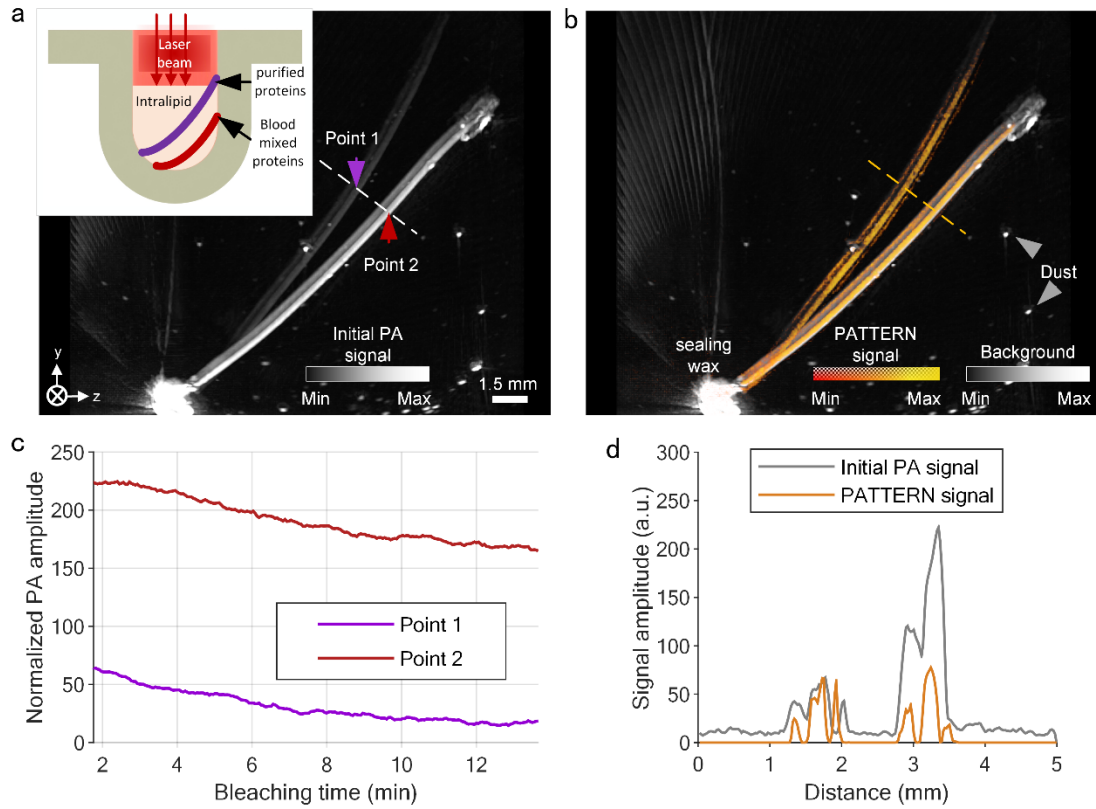 a
Laser
beam
Intralipid
purified
proteins
Blood
mixed
proteins
Point 1
Point 2
Initial PA
signal
Min
Max
1.5 mm
y
z
b
Dust
sealing
wax
PATTERN
signal
Min
Max
Background
Min
Max
c
Normalized PA amplitude
250
200
150
100
50
0
Point 1
Point 2
2
4
6
8
10
12
Bleaching time (min)
d
Signal amplitude (a.u.)
300
250
200
150
100
50
0
Initial PA signal
PATTERN signal
0
1
2
3
4
5
Distance (mm)